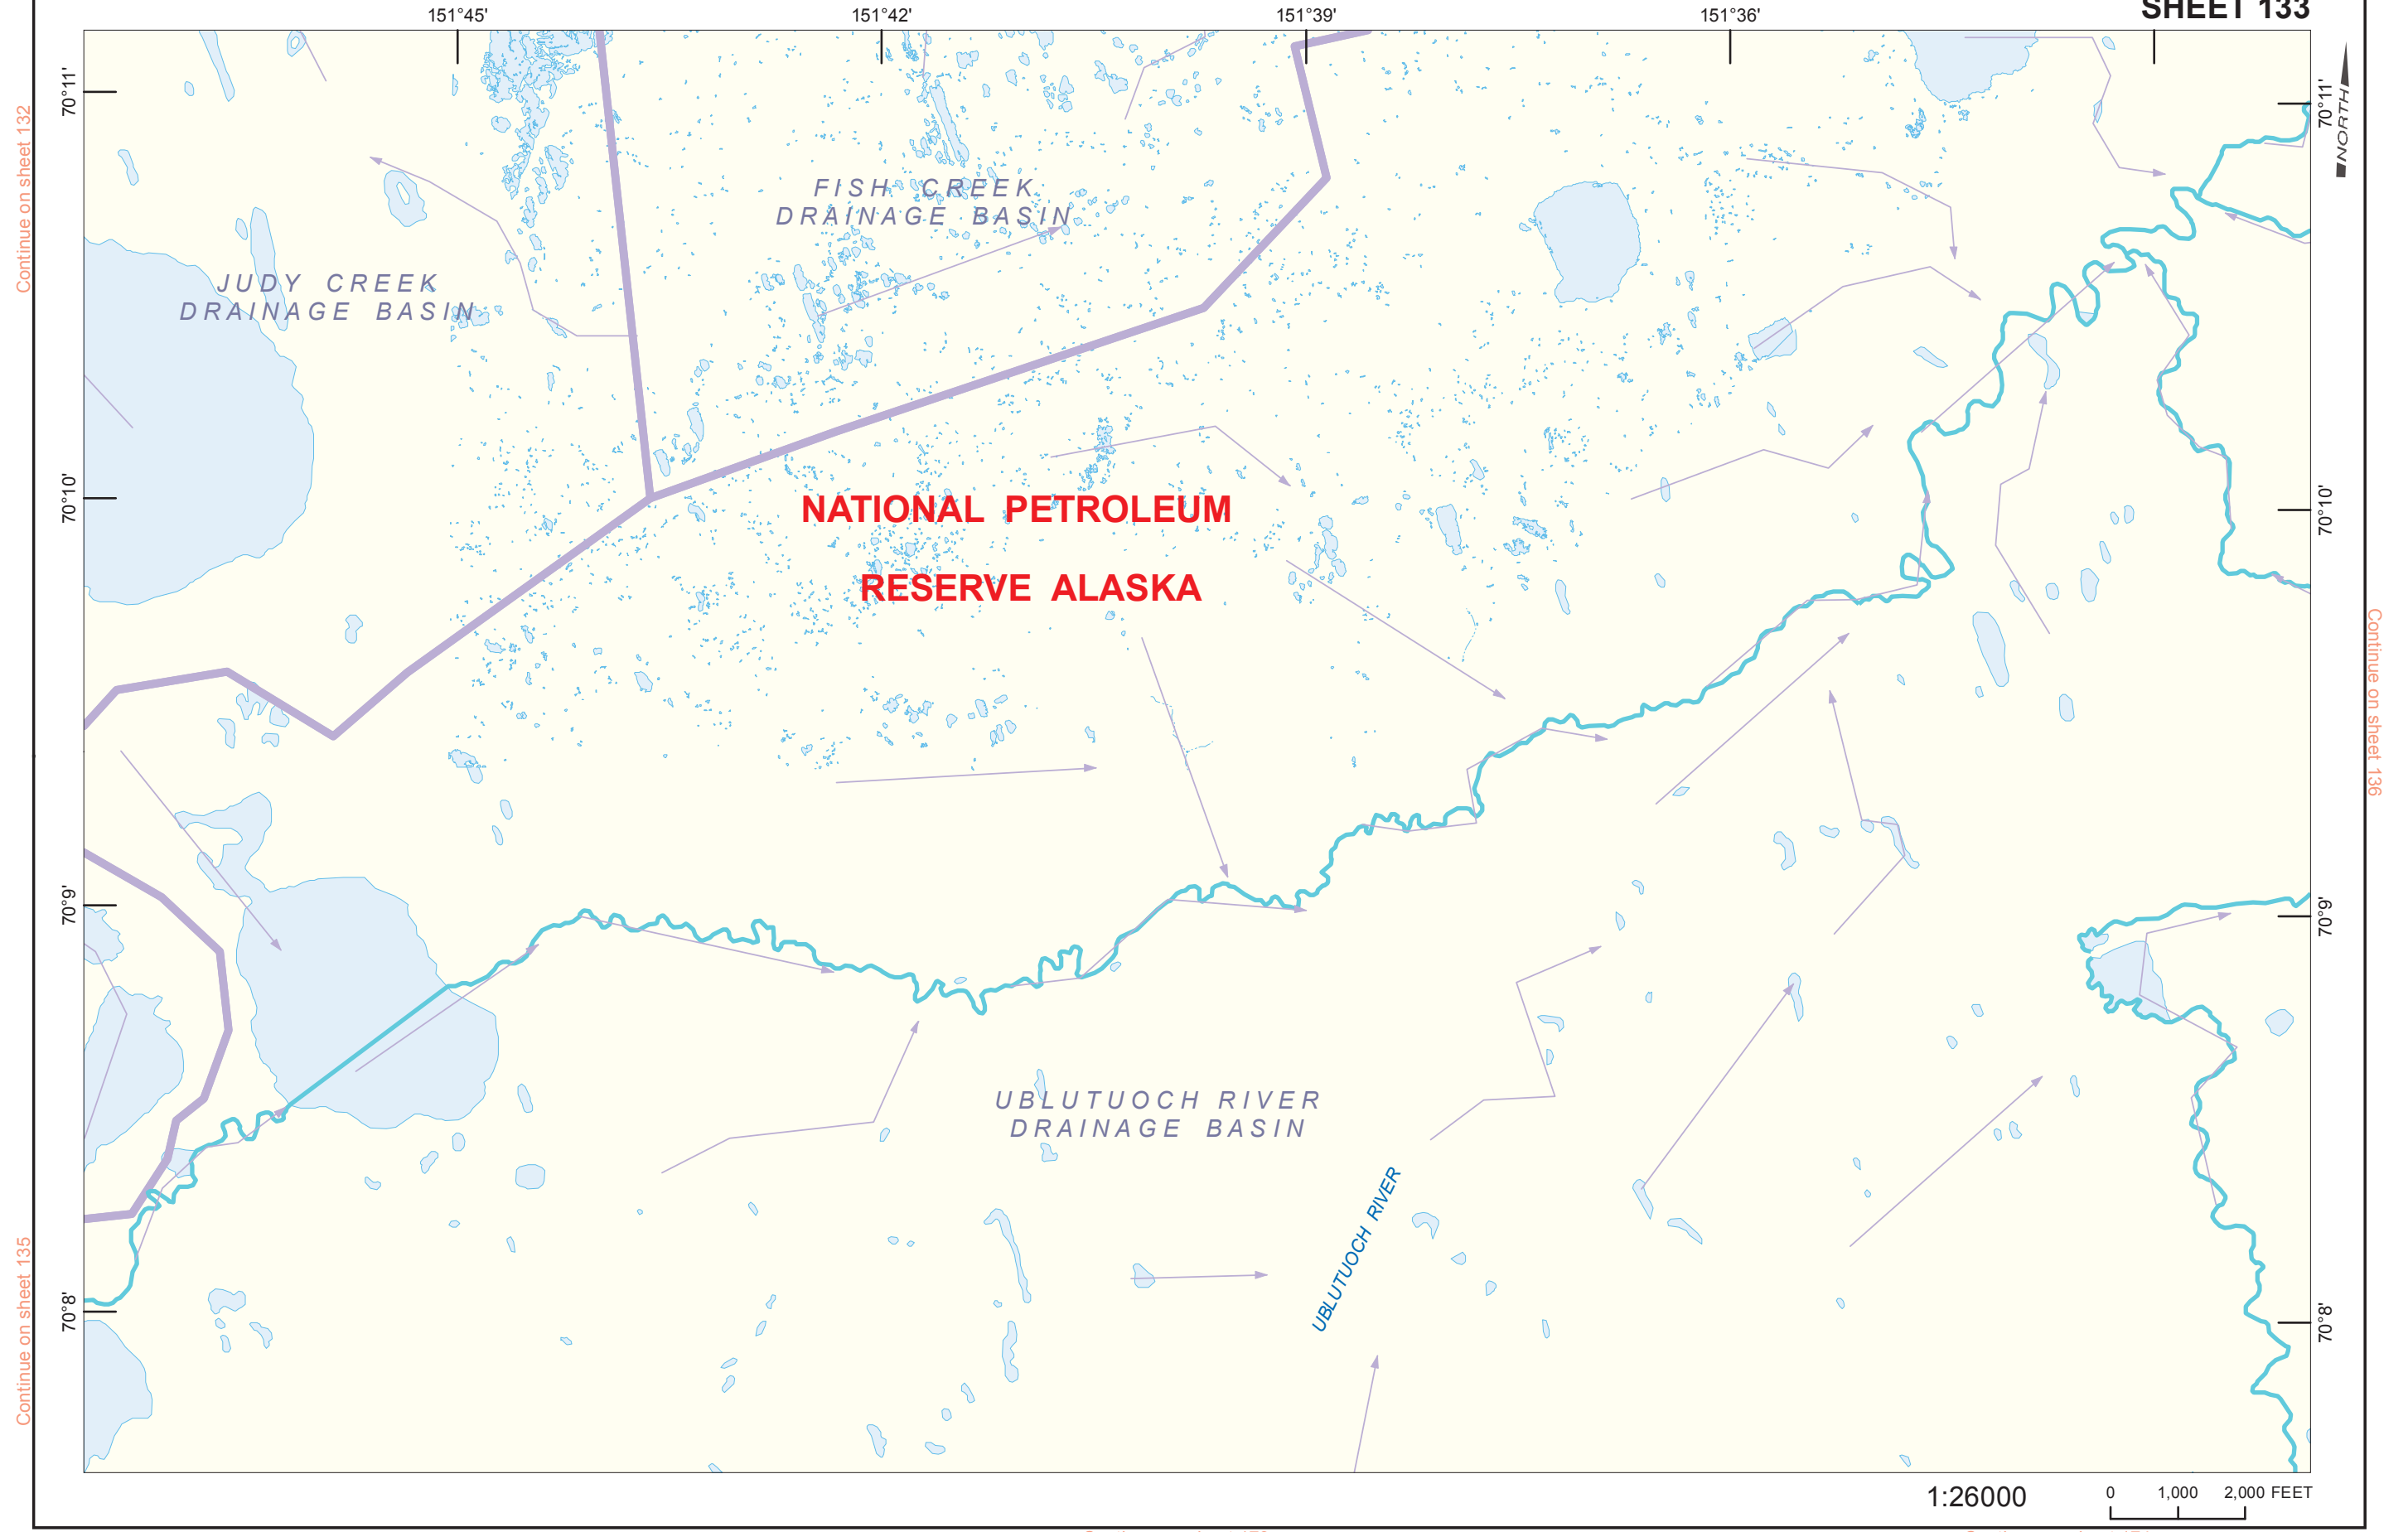 SHEET 133
151°45'
151°42'
151°39'
151°36'
70°11'
70°11'
NORTH
Continue on sheet 132
FISH CREEK
DRAINAGE BASIN
JUDY CREEK
DRAINAGE BASIN
70°10'
70°10'
NATIONAL PETROLEUM
RESERVE ALASKA
Continue on sheet 136
70°9'
70°9'
UBLUTUOCH RIVER
DRAINAGE BASIN
UBLUTUOCH RIVER
Continue on sheet 135
70°8'
70°8'
1:26000
0 1,000 2,000 FEET